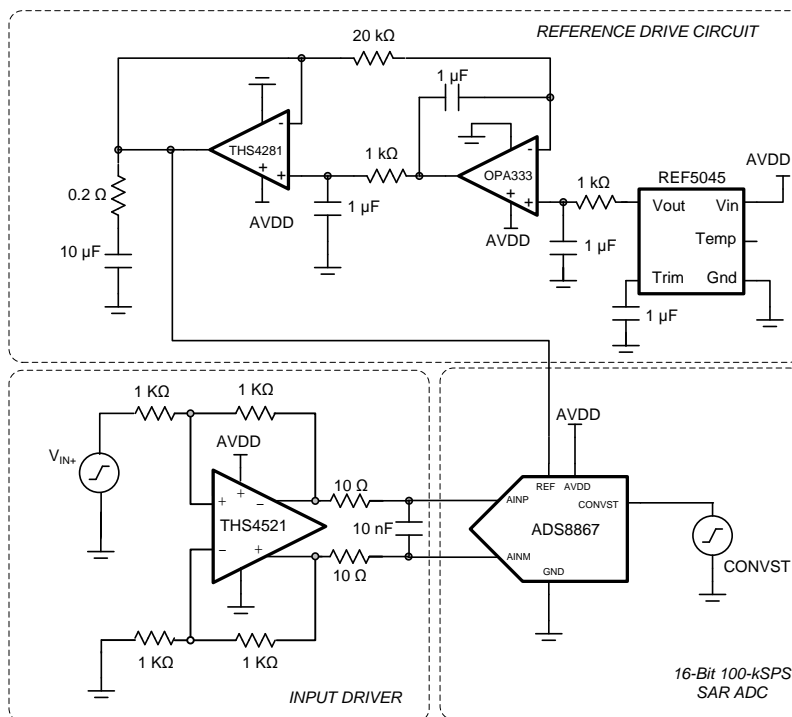 REFERENCE DRIVE CIRCUIT
20 kΩ
1 µF
-
THS4281
+
+
AVDD
1 kΩ
1 µF
-
OPA333
+
+
AVDD
1 kΩ
1 µF
REF5045
AVDD
Vout
Vin
Temp
Trim
Gnd
1 µF
0.2 Ω
10 µF
1 KΩ
1 KΩ
AVDD
VIN+
+
+
-
THS4521
-
+
10 Ω
10 nF
10 Ω
1 KΩ
1 KΩ
INPUT DRIVER
AVDD
REF
AVDD
CONVST
AINP
ADS8867
AINM
GND
CONVST
16-Bit 100-kSPS
SAR ADC